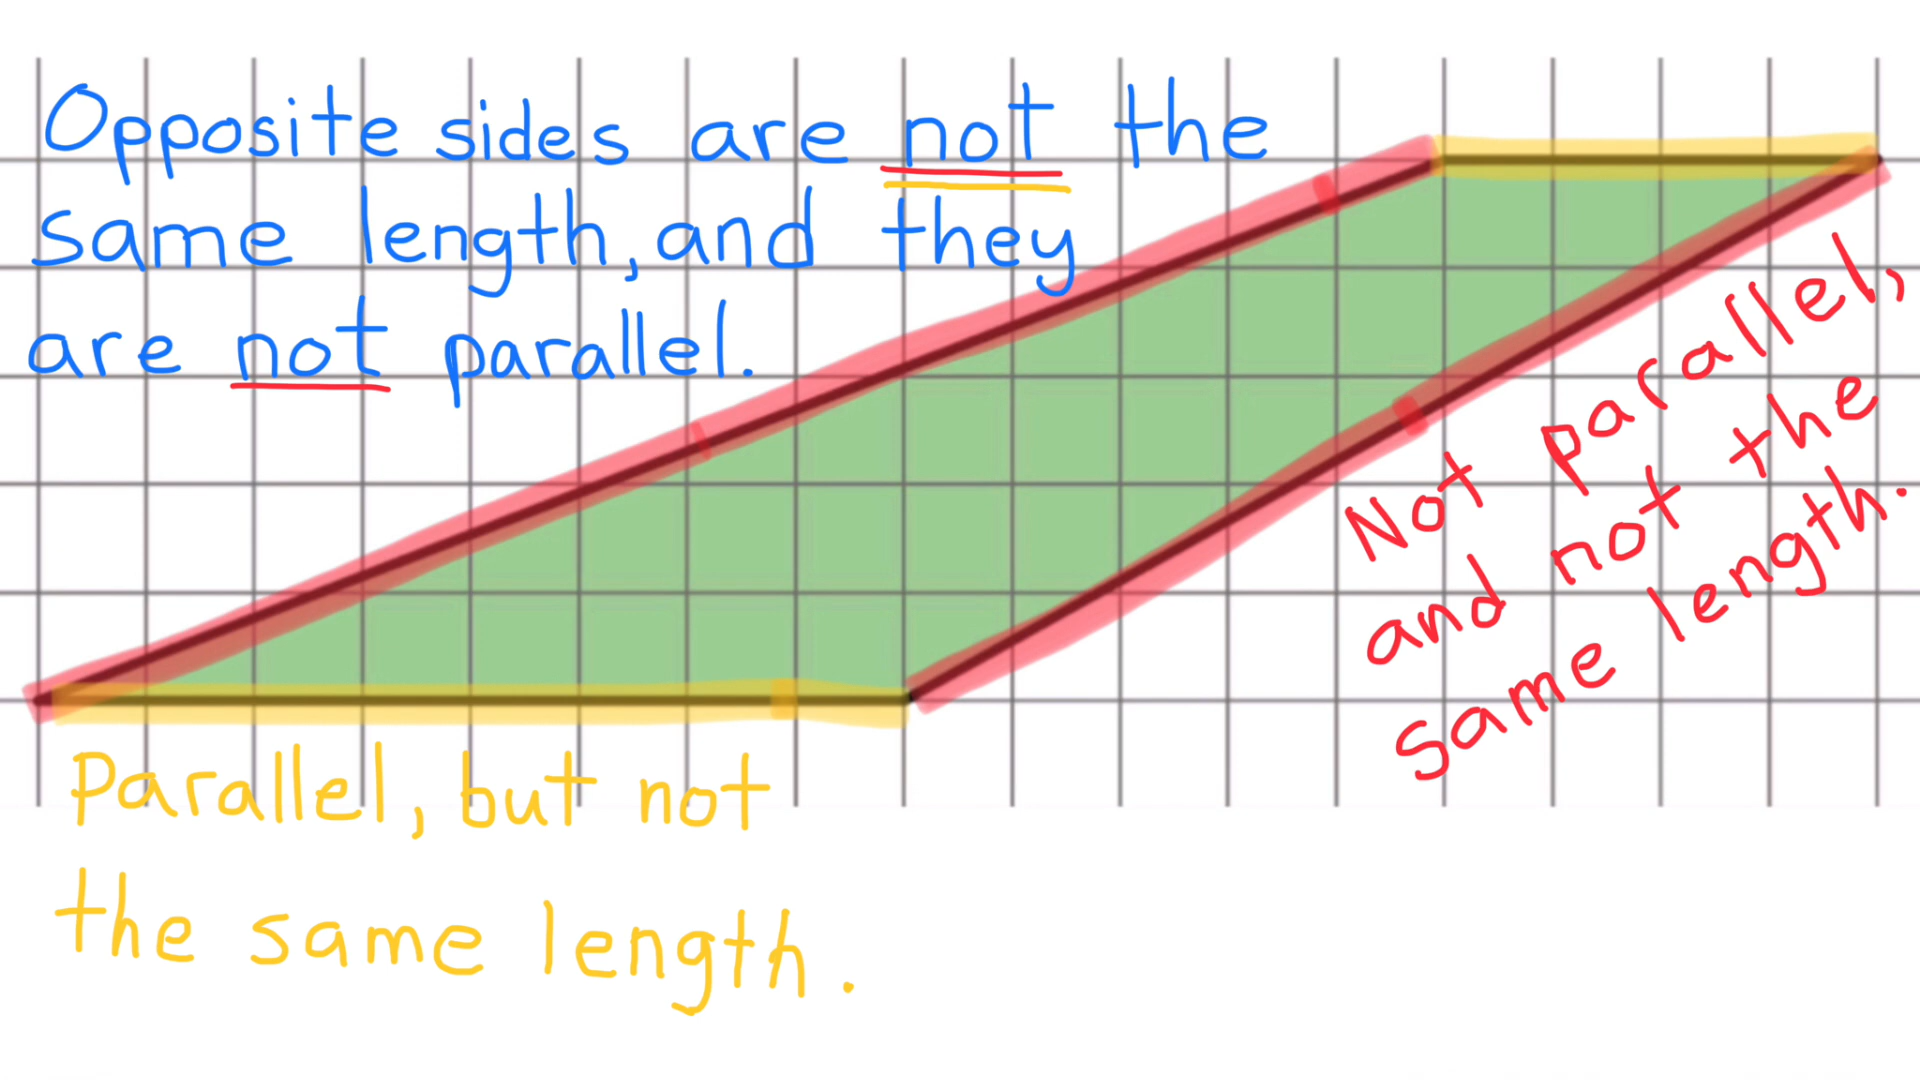 Opposite sides are not the
same length, and they
are not parallel.
Not parallel,
and not the
same length.
Parallel, but not
the same length.